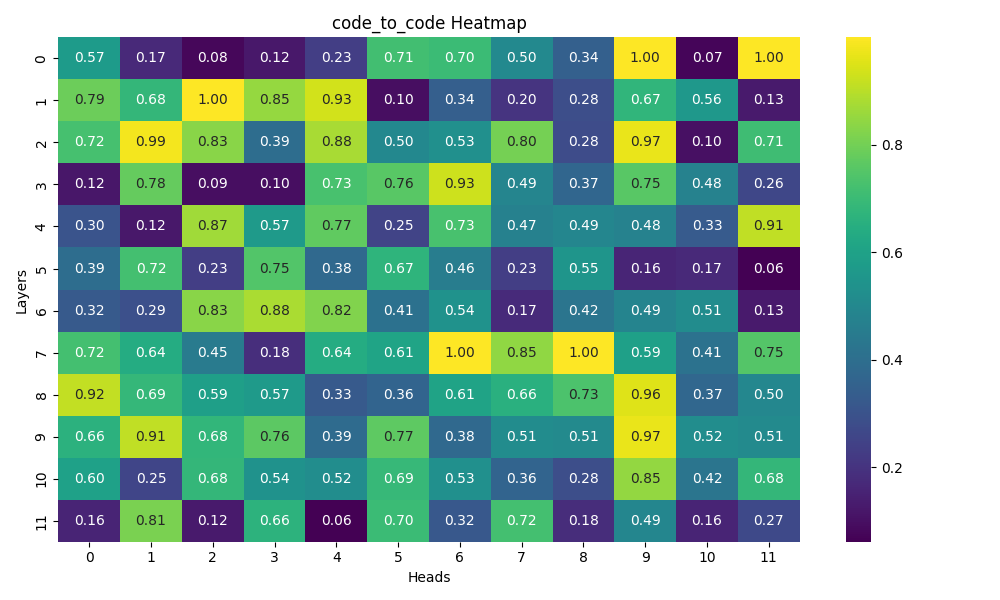 code_to_code Heatmap
0 0.57 0.17 0.08 0.12 0.23 0.71 0.70 0.50 0.34 1.00 0.07 1.00
1 0.79 0.68 1.00 0.85 0.93 0.10 0.34 0.20 0.28 0.67 0.56 0.13
2 0.72 0.99 0.83 0.39 0.88 0.50 0.53 0.80 0.28 0.97 0.10 0.71
3 0.12 0.78 0.09 0.10 0.73 0.76 0.93 0.49 0.37 0.75 0.48 0.26
4 0.30 0.12 0.87 0.57 0.77 0.25 0.73 0.47 0.49 0.48 0.33 0.91
5 0.39 0.72 0.23 0.75 0.38 0.67 0.46 0.23 0.55 0.16 0.17 0.06
6 0.32 0.29 0.83 0.88 0.82 0.41 0.54 0.17 0.42 0.49 0.51 0.13
7 0.72 0.64 0.45 0.18 0.64 0.61 1.00 0.85 1.00 0.59 0.41 0.75
8 0.92 0.69 0.59 0.57 0.33 0.36 0.61 0.66 0.73 0.96 0.37 0.50
9 0.66 0.91 0.68 0.76 0.39 0.77 0.38 0.51 0.51 0.97 0.52 0.51
10 0.60 0.25 0.68 0.54 0.52 0.69 0.53 0.36 0.28 0.85 0.42 0.68
11 0.16 0.81 0.12 0.66 0.06 0.70 0.32 0.72 0.18 0.49 0.16 0.27
0 1 2 3 4 5 6 7 8 9 10 11
Heads
Layers
0.8
0.6
0.4
0.2